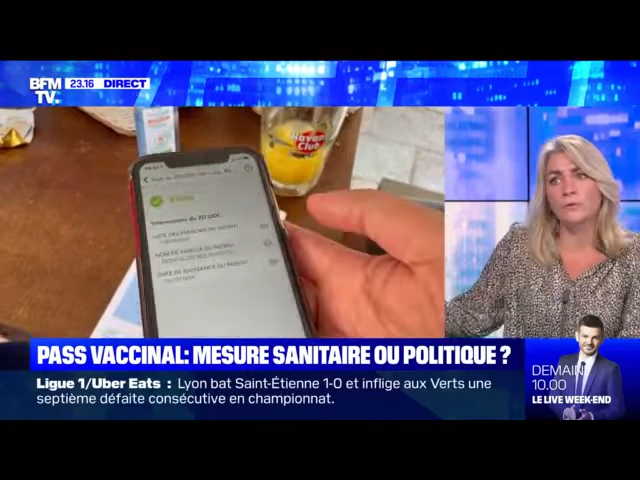 BFM
TV.
23.16 DIRECT
Havana
Club
PASS VACCINAL: MESURE SANITAIRE OU POLITIQUE ?
Ligue 1/Uber Eats : Lyon bat Saint-Étienne 1-0 et inflige aux Verts une
septième défaite consécutive en championnat.
DEMAIN
10.00
LE LIVE WEEK-END